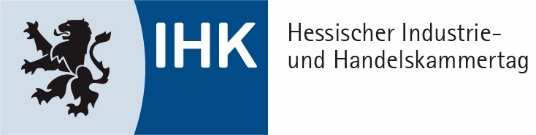 IHK
Hessischer Industrie-
und Handelskammertag